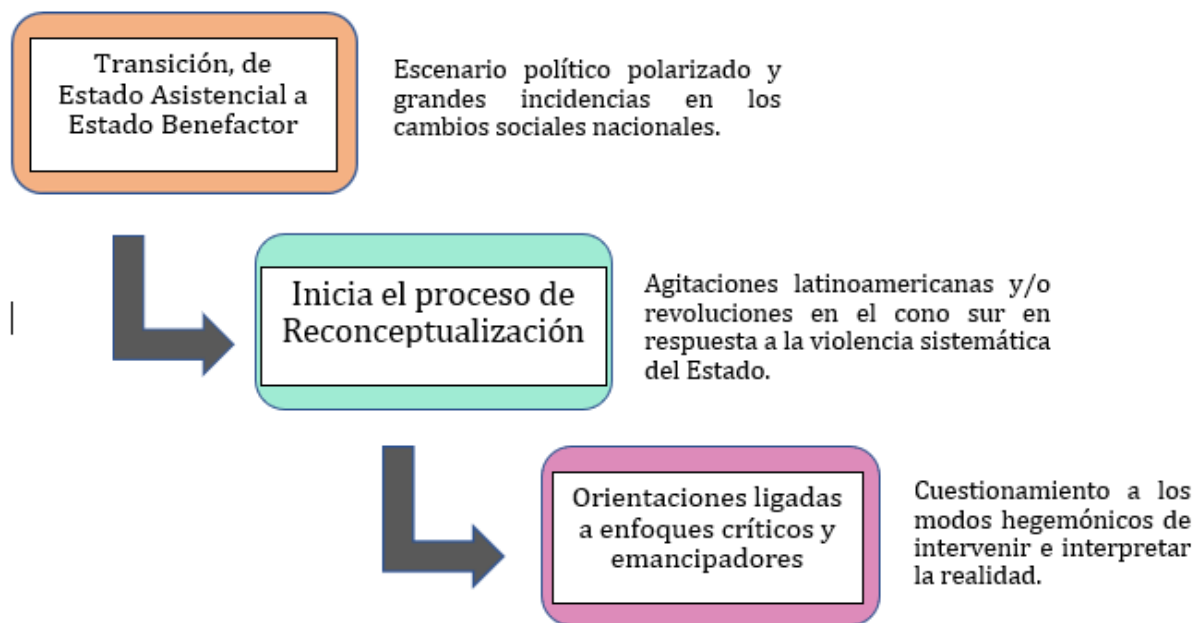 Transición, de
Estado Asistencial a
Estado Benefactor
Escenario político polarizado y
grandes incidencias en los
cambios sociales nacionales.
Inicia el proceso de
Reconceptualización
Agitaciones latinoamericanas y/o
revoluciones en el cono sur en
respuesta a la violencia sistemática
del Estado.
Orientaciones ligadas
a enfoques críticos y
emancipadores
Cuestionamiento a los
modos hegemónicos de
intervenir e interpretar
la realidad.